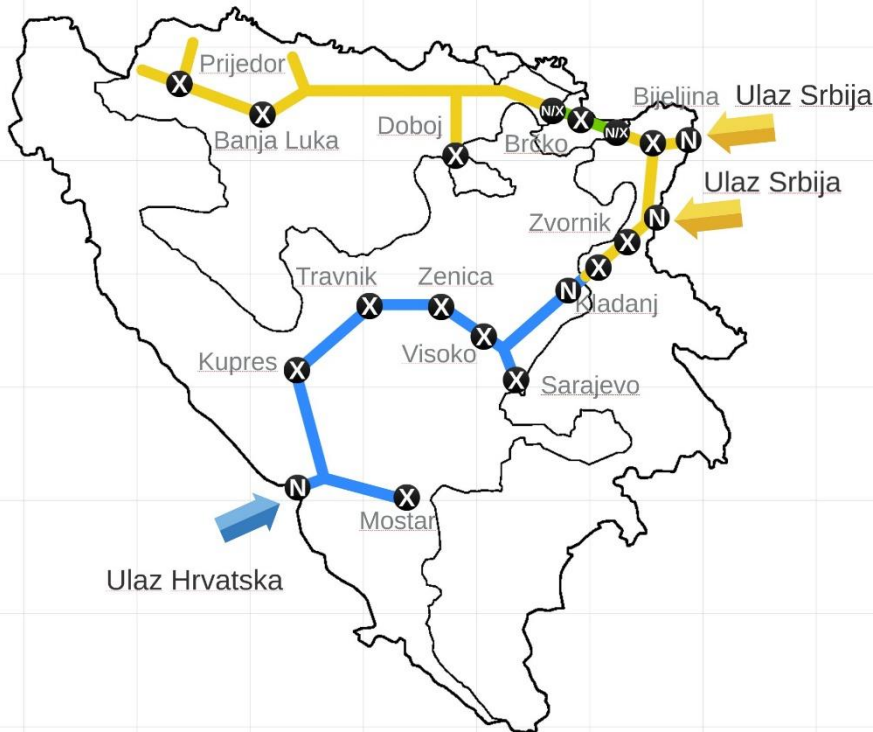 Prijedor
X
Banja Luka
X
Doboj
X
N/X
X
Brčko
N/X
Bijeljina
X
N
Ulaz Srbija
Ulaz Srbija
N
Zvornik
X
X
N
Kladanj
Travnik
X
Zenica
X
Visoko
X
Kupres
X
Sarajevo
X
N
Mostar
X
Ulaz Hrvatska